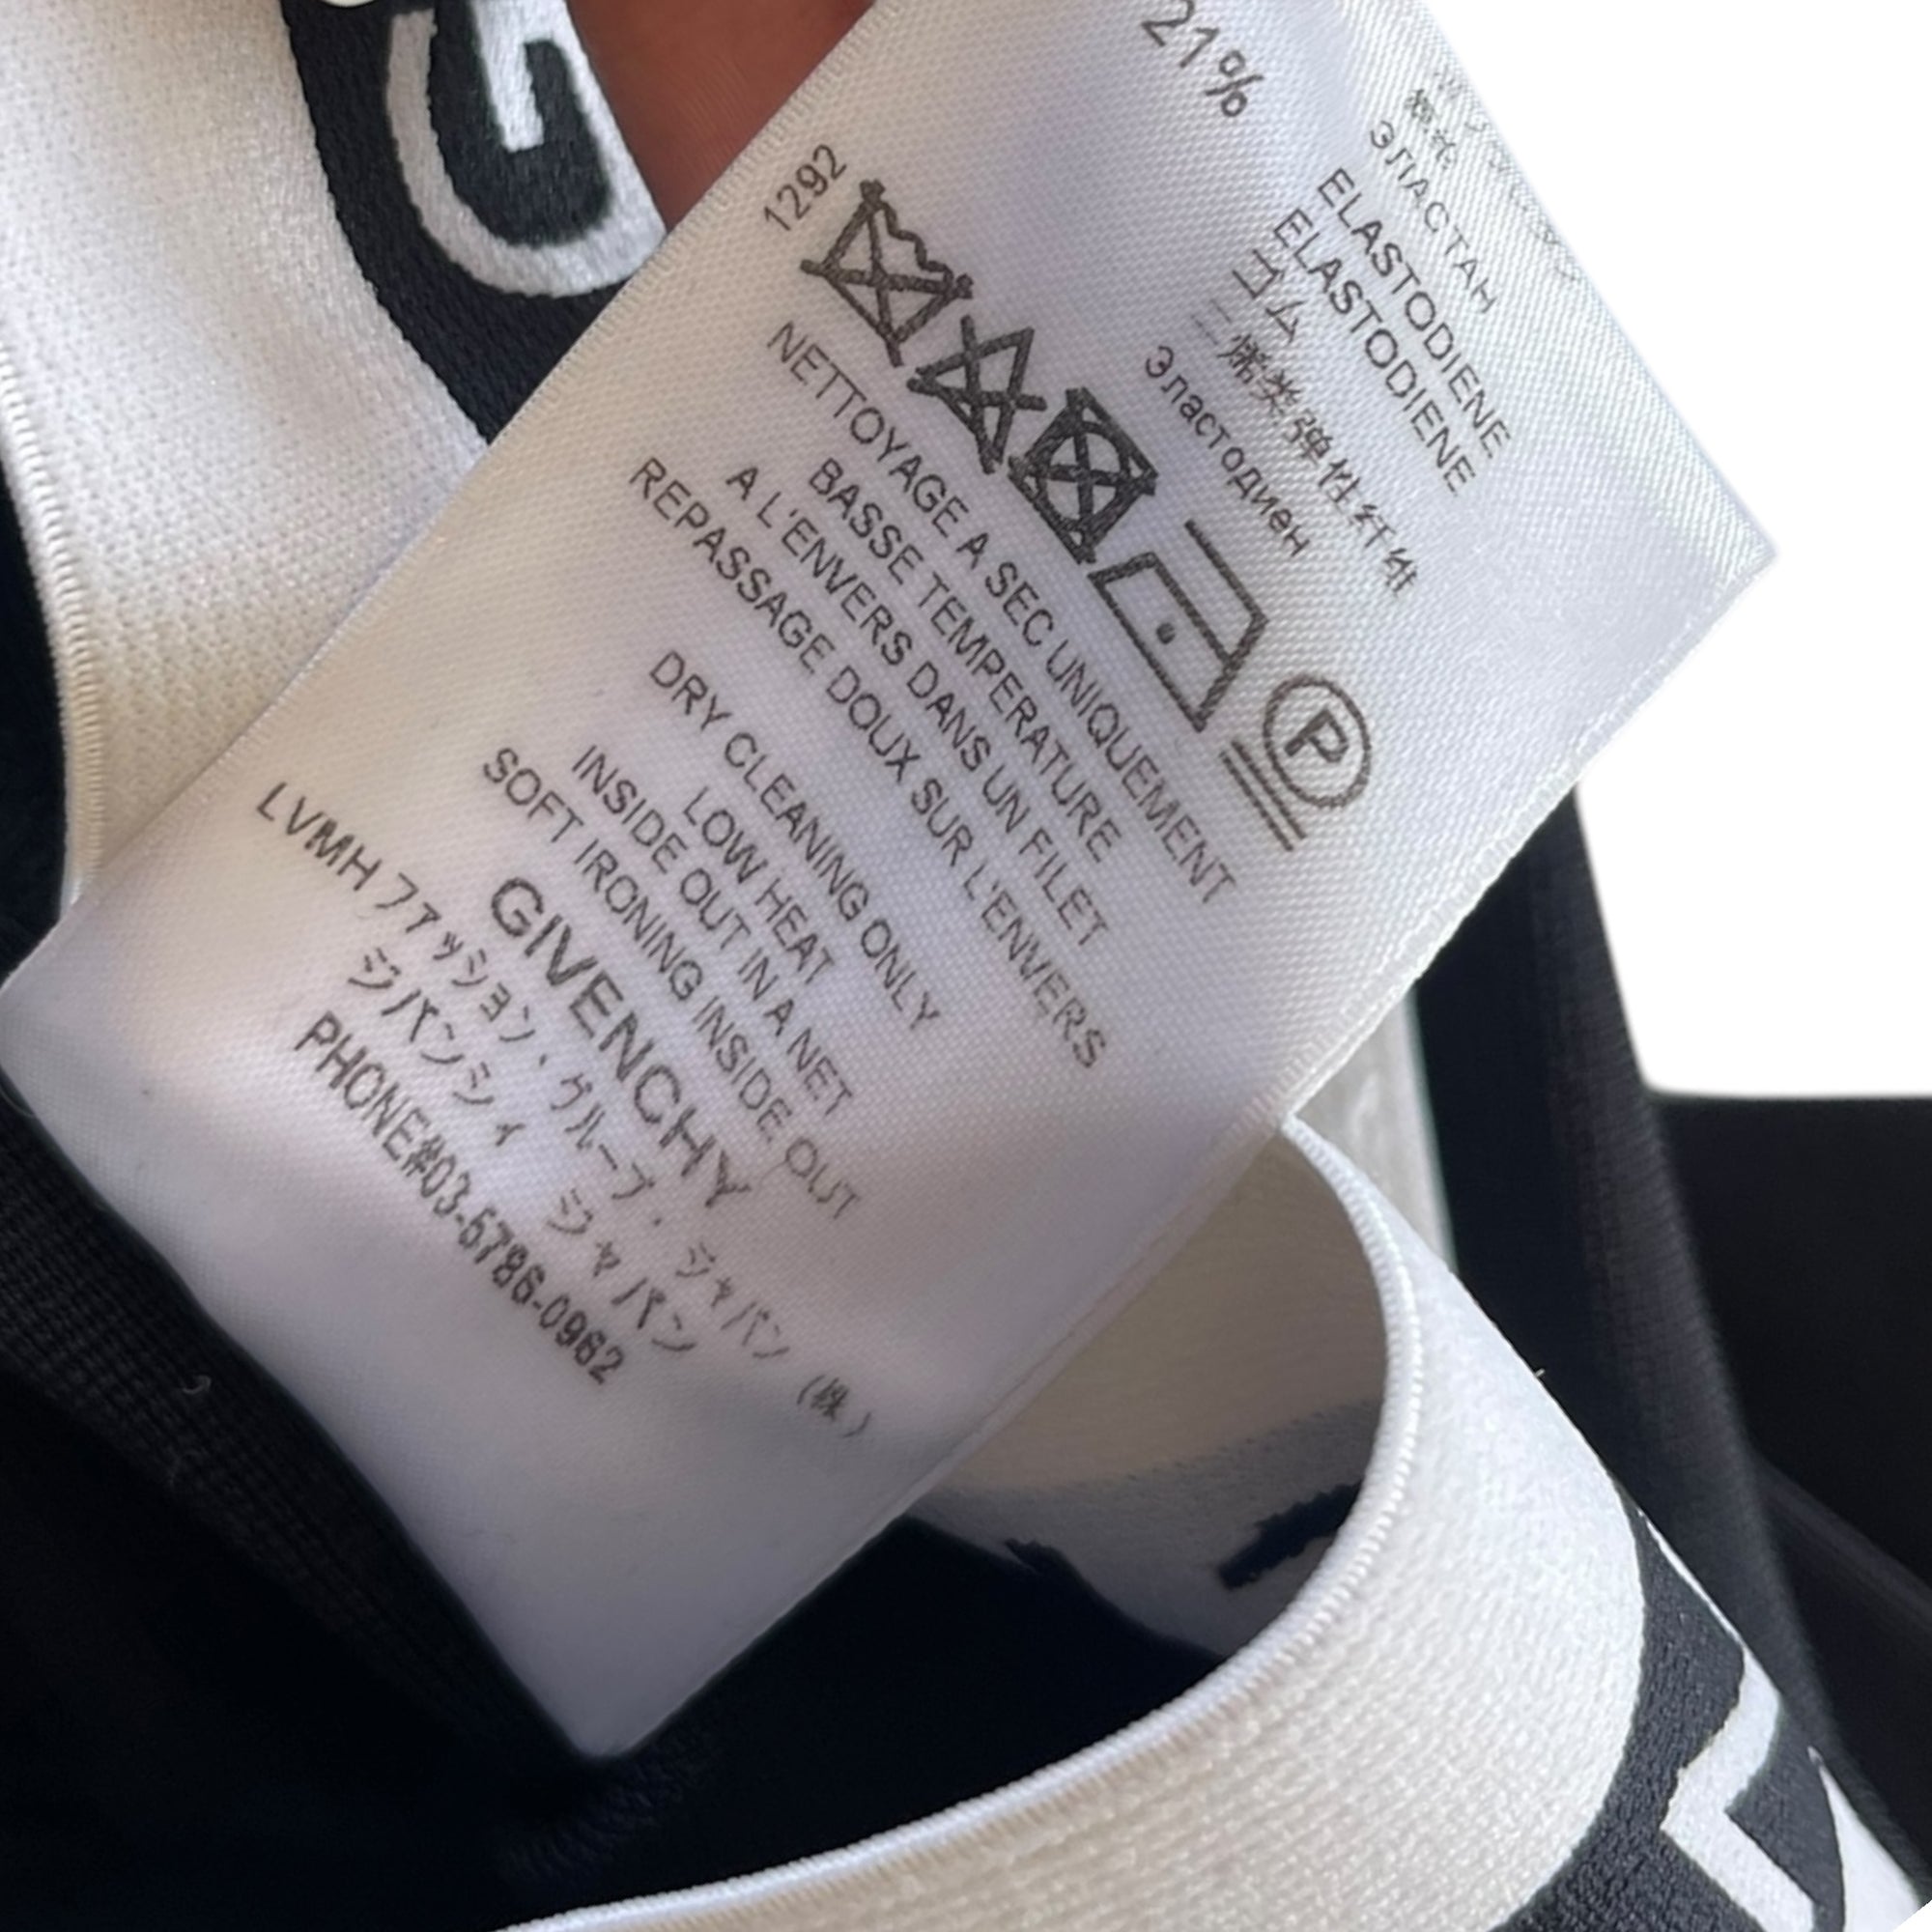 21%
ЭЛАСТАН
ELASTODIENE
ELASTODIENE
ゴム
二烯类弹性纤维
Эластодиен
1292
P
NETTOYAGE A SEC UNIQUEMENT
BASSE TEMPERATURE
A L'ENVERS DANS UN FILET
REPASSAGE DOUX SUR L'ENVERS
DRY CLEANING ONLY
LOW HEAT
INSIDE OUT IN A NET
SOFT IRONING INSIDE OUT
GIVENCHY
LVMH ファッション・グループ・ジャパン (株)
ジバンシィ ジャパン
PHONE#03-5786-0962
G